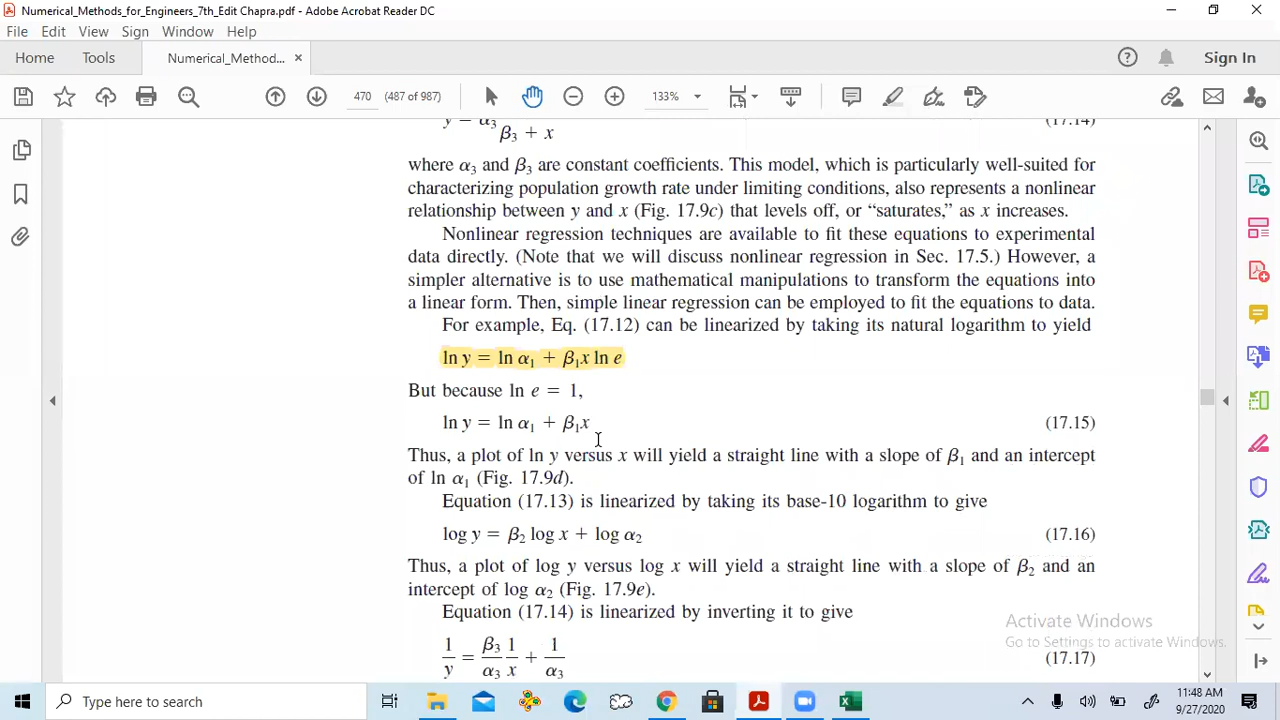 Numerical_Methods_for_Engineers_7th_Edit Chapra.pdf - Adobe Acrobat Reader DC
File Edit View Sign Window Help
Home Tools Numerical_Method... × Sign In
470 (487 of 987) 133%
y = α₃ (17.14)
β₃ + x
where α₃ and β₃ are constant coefficients. This model, which is particularly well-suited for
characterizing population growth rate under limiting conditions, also represents a nonlinear
relationship between y and x (Fig. 17.9c) that levels off, or “saturates,” as x increases.
Nonlinear regression techniques are available to fit these equations to experimental
data directly. (Note that we will discuss nonlinear regression in Sec. 17.5.) However, a
simpler alternative is to use mathematical manipulations to transform the equations into
a linear form. Then, simple linear regression can be employed to fit the equations to data.
For example, Eq. (17.12) can be linearized by taking its natural logarithm to yield
ln y = ln α₁ + β₁x ln e
But because ln e = 1,
ln y = ln α₁ + β₁x (17.15)
Thus, a plot of ln y versus x will yield a straight line with a slope of β₁ and an intercept
of ln α₁ (Fig. 17.9d).
Equation (17.13) is linearized by taking its base-10 logarithm to give
log y = β₂ log x + log α₂ (17.16)
Thus, a plot of log y versus log x will yield a straight line with a slope of β₂ and an
intercept of log α₂ (Fig. 17.9e).
Equation (17.14) is linearized by inverting it to give
1/y = β₃/α₃ 1/x + 1/α₃ (17.17)
Activate Windows
Go to Settings to activate Windows.
Type here to search
11:48 AM
9/27/2020